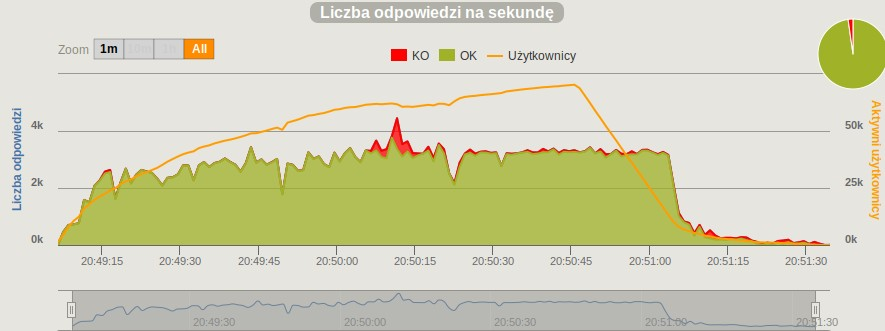 Liczba odpowiedzi na sekundę
Zoom 1m 10m 1h All
KO OK Użytkownicy
Liczba odpowiedzi
4k
2k
0k
50k
25k
0k
Aktywni użytkownicy
20:49:15 20:49:30 20:49:45 20:50:00 20:50:15 20:50:30 20:50:45 20:51:00 20:51:15 20:51:30
20:49:30 20:50:00 20:50:30 20:51:00 20:51:30